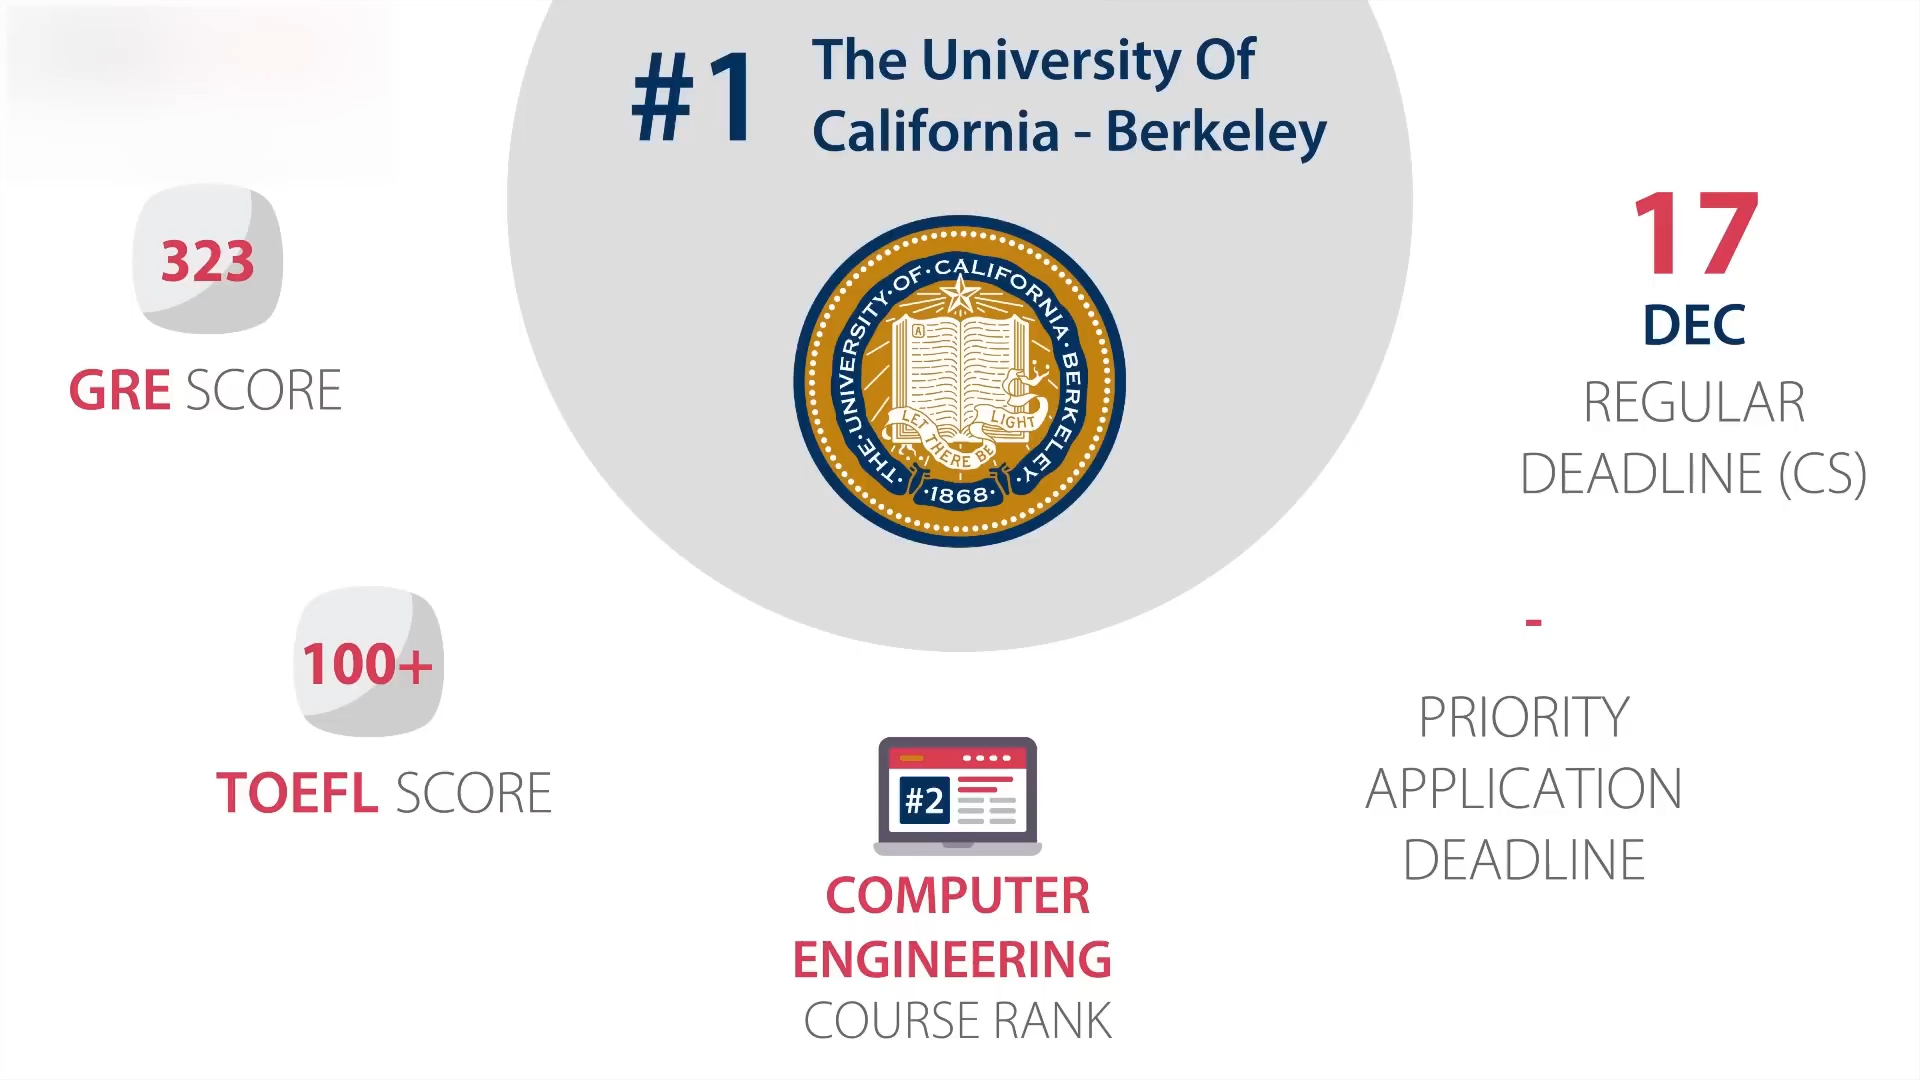 #1
The University Of
California - Berkeley
THE·UNIVERSITY·OF·CALIFORNIA·BERKELEY
A
LET THERE BE LIGHT
·1868·
323
GRE SCORE
17
DEC
REGULAR
DEADLINE (CS)
100+
TOEFL SCORE
-
PRIORITY
APPLICATION
DEADLINE
#2
COMPUTER
ENGINEERING
COURSE RANK